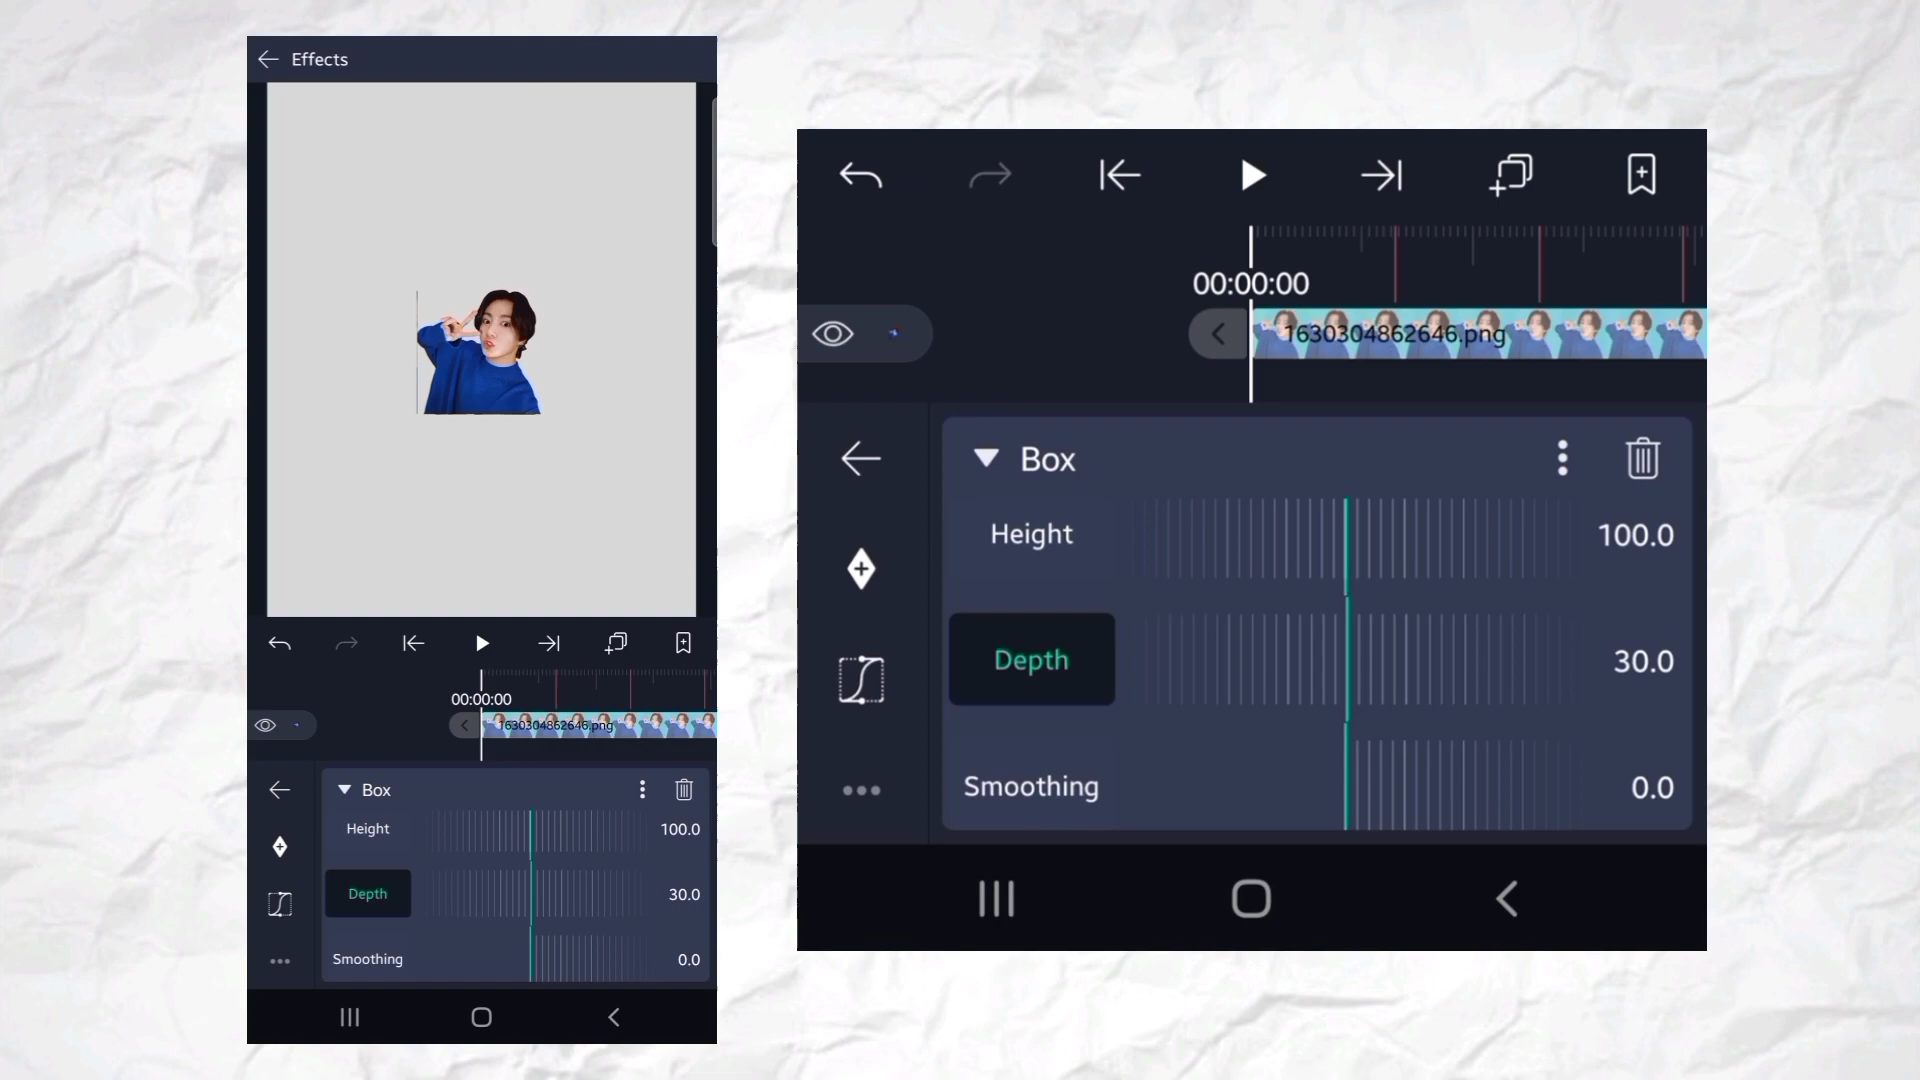 Effects
00:00:00
1630304862646.png
Box
Height 100.0
Depth 30.0
Smoothing 0.0
00:00:00
1630304862646.png
Box
Height 100.0
Depth 30.0
Smoothing 0.0